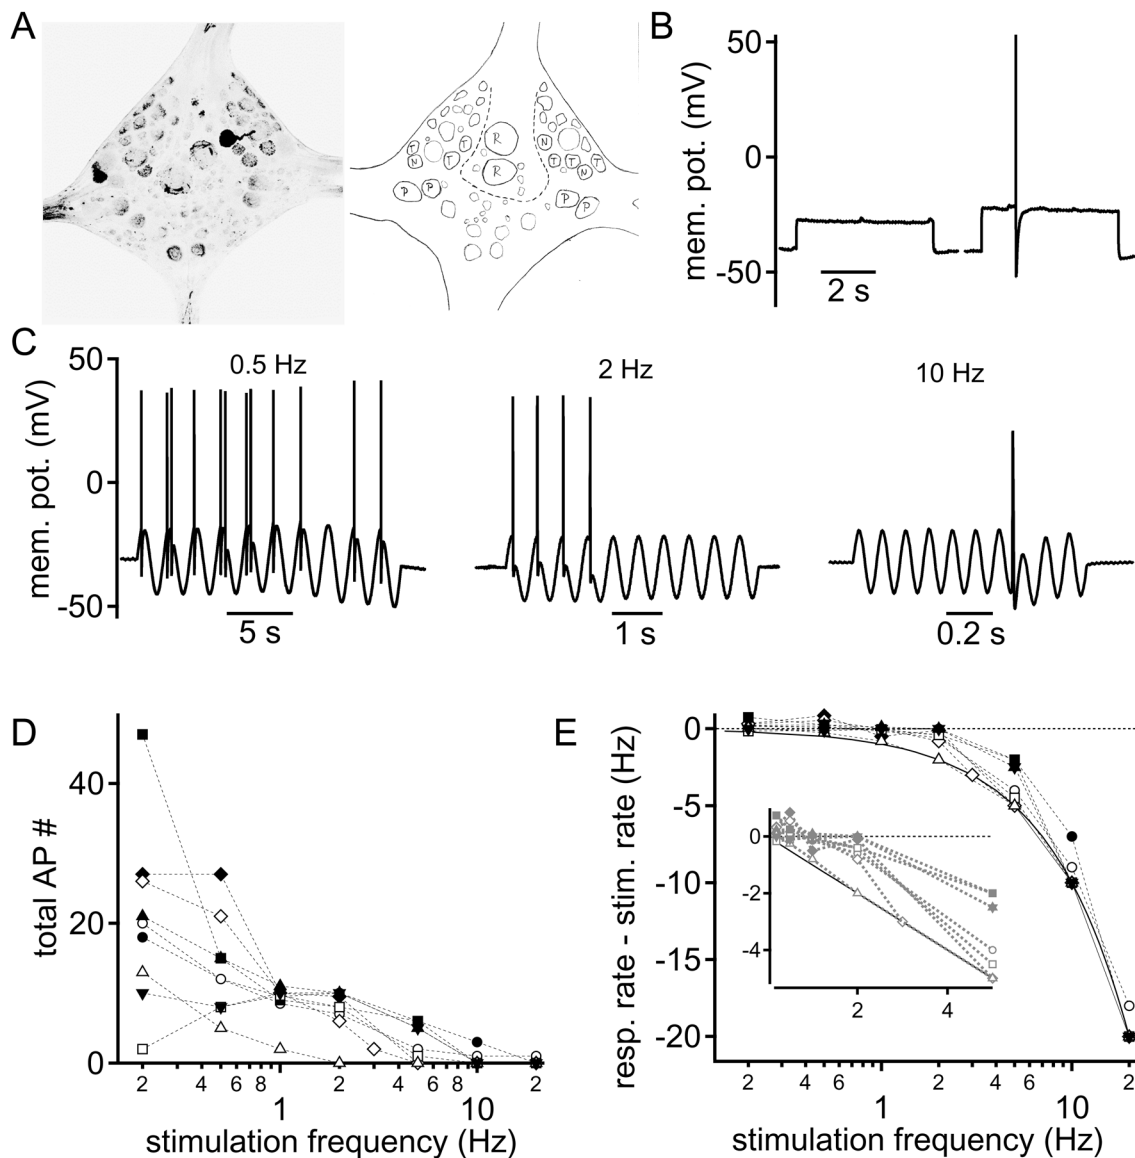 A
T
N
T
R
R
T
N
T
T
N
P
P
P
P
B
mem. pot. (mV)
50
0
-50
2 s
C
mem. pot. (mV)
50
0
-50
0.5 Hz
2 Hz
10 Hz
5 s
1 s
0.2 s
D
total AP #
40
20
0
2
4
6
8
2
4
6
8
2
1
10
stimulation frequency (Hz)
E
resp. rate - stim. rate (Hz)
0
-5
-10
-15
-20
0
-2
-4
2
4
2
4
6
8
2
4
6
8
2
1
10
stimulation frequency (Hz)